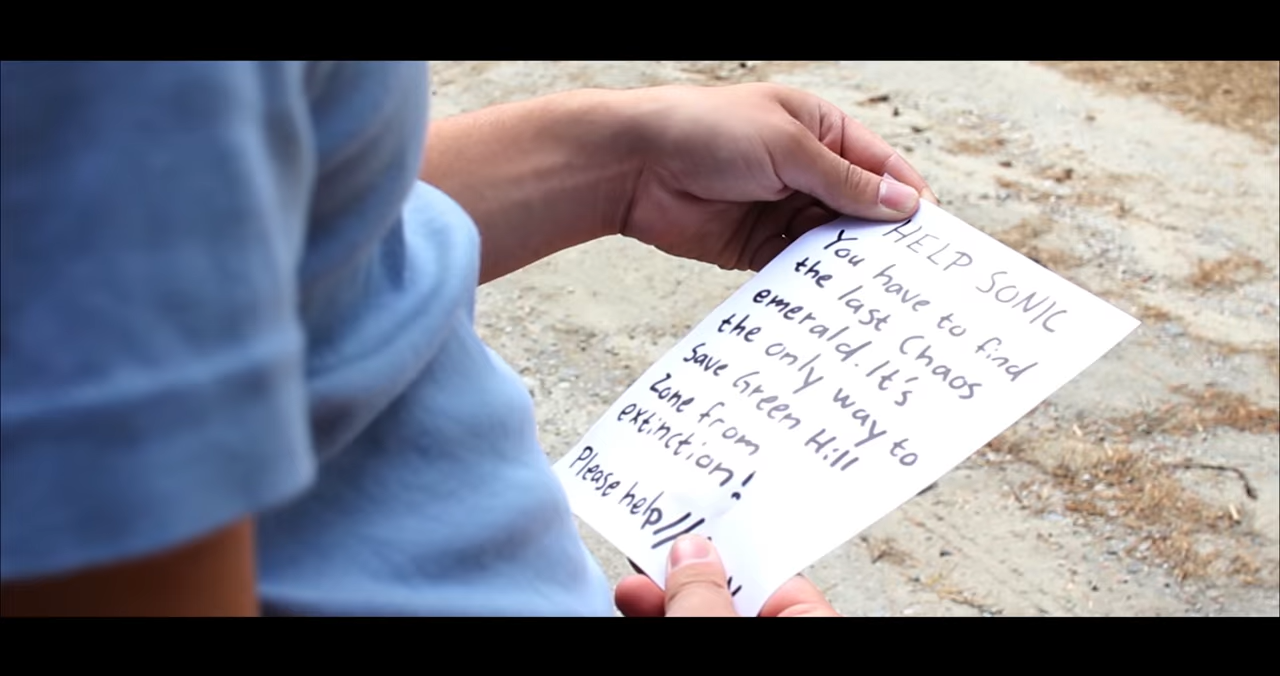 HELP SONIC
You have to find
the last Chaos
emerald. It's
the only way to
save Green Hill
Zone from
extinction!
Please help//